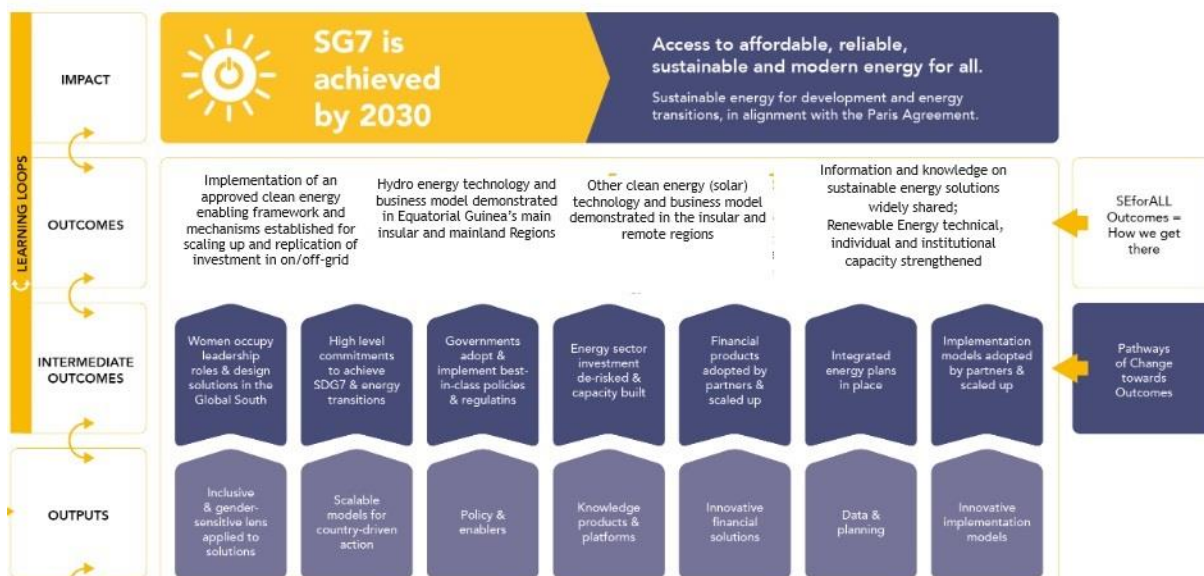 LEARNING LOOPS
IMPACT
SG7 is
achieved
by 2030
Access to affordable, reliable,
sustainable and modern energy for all.
Sustainable energy for development and energy
transitions, in alignment with the Paris Agreement.
OUTCOMES
Implementation of an
approved clean energy
enabling framework and
mechanisms established for
scaling up and replication of
investment in on/off-grid
Hydro energy technology and
business model demonstrated
in Equatorial Guinea's main
insular and mainland Regions
Other clean energy (solar)
technology and business model
demonstrated in the insular and
remote regions
Information and knowledge on
sustainable energy solutions
widely shared;
Renewable Energy technical,
individual and institutional
capacity strengthened
SEforALL
Outcomes =
How we get
there
INTERMEDIATE
OUTCOMES
Women occupy
leadership
roles & design
solutions in the
Global South
High level
commitments
to achieve
SDG7 & energy
transitions
Governments
adopt &
implement best-
in-class policies
& regulatins
Energy sector
investment
de-risked &
capacity built
Financial
products
adopted by
partners &
scaled up
Integrated
energy plans
in place
Implementation
models adopted
by partners &
scaled up
Pathways
of Change
towards
Outcomes
OUTPUTS
Inclusive
& gender-
sensitive lens
applied to
solutions
Scalable
models for
country-driven
action
Policy &
enablers
Knowledge
products &
platforms
Innovative
financial
solutions
Data &
planning
Innovative
implementation
models